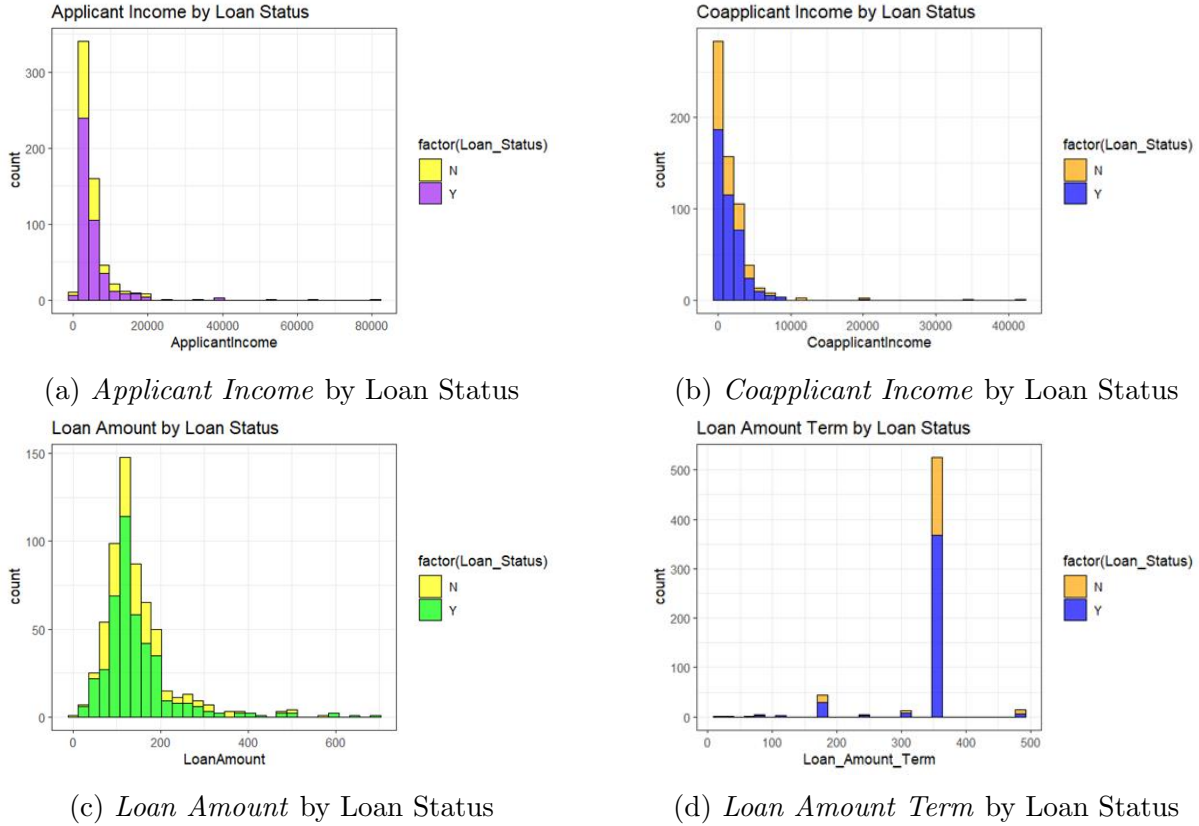 Applicant Income by Loan Status
300
200
100
0
count
0 20000 40000 60000 80000
ApplicantIncome
factor(Loan_Status)
N
Y
(a) Applicant Income by Loan Status
Coapplicant Income by Loan Status
200
100
0
count
0 10000 20000 30000 40000
CoapplicantIncome
factor(Loan_Status)
N
Y
(b) Coapplicant Income by Loan Status
Loan Amount by Loan Status
150
100
50
0
count
0 200 400 600
LoanAmount
factor(Loan_Status)
N
Y
(c) Loan Amount by Loan Status
Loan Amount Term by Loan Status
500
400
300
200
100
0
count
0 100 200 300 400 500
Loan_Amount_Term
factor(Loan_Status)
N
Y
(d) Loan Amount Term by Loan Status